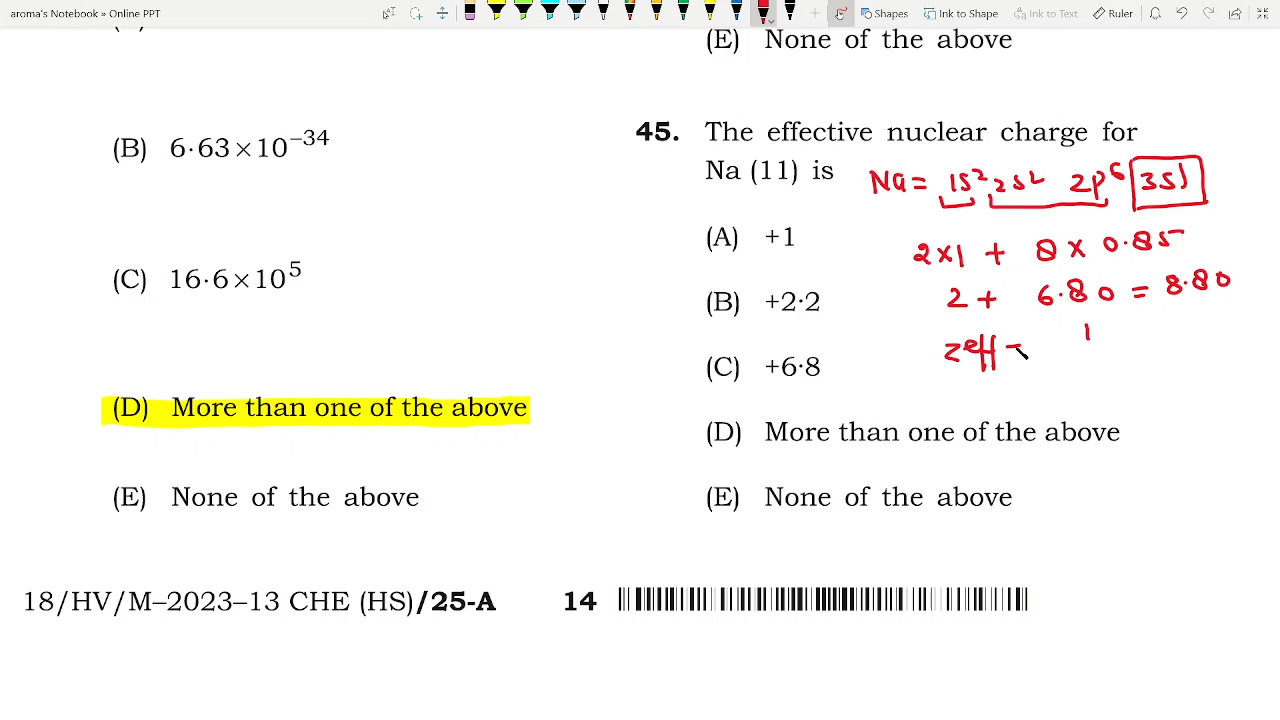 aroma's Notebook » Online PPT
Shapes
Ink to Shape
Ink to Text
Ruler
(B) 6·63×10⁻³⁴
(C) 16·6×10⁵
(D) More than one of the above
(E) None of the above
(E) None of the above
45. The effective nuclear charge for
Na (11) is
Na = 1s² 2s² 2p⁶ 3s1
(A) +1
2×1 + 8 × 0.85
(B) +2·2
2 + 6.80 = 8.80
(C) +6·8
zeff = 1
(D) More than one of the above
(E) None of the above
18/HV/M–2023–13 CHE (HS)/25-A 14